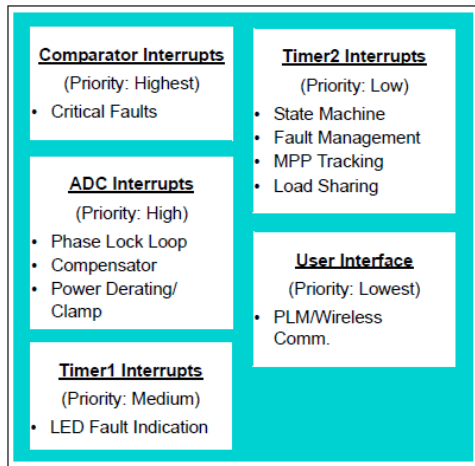 Comparator Interrupts
(Priority: Highest)
• Critical Faults
ADC Interrupts
(Priority: High)
• Phase Lock Loop
• Compensator
• Power Derating/
Clamp
Timer1 Interrupts
(Priority: Medium)
• LED Fault Indication
Timer2 Interrupts
(Priority: Low)
• State Machine
• Fault Management
• MPP Tracking
• Load Sharing
User Interface
(Priority: Lowest)
• PLM/Wireless
Comm.